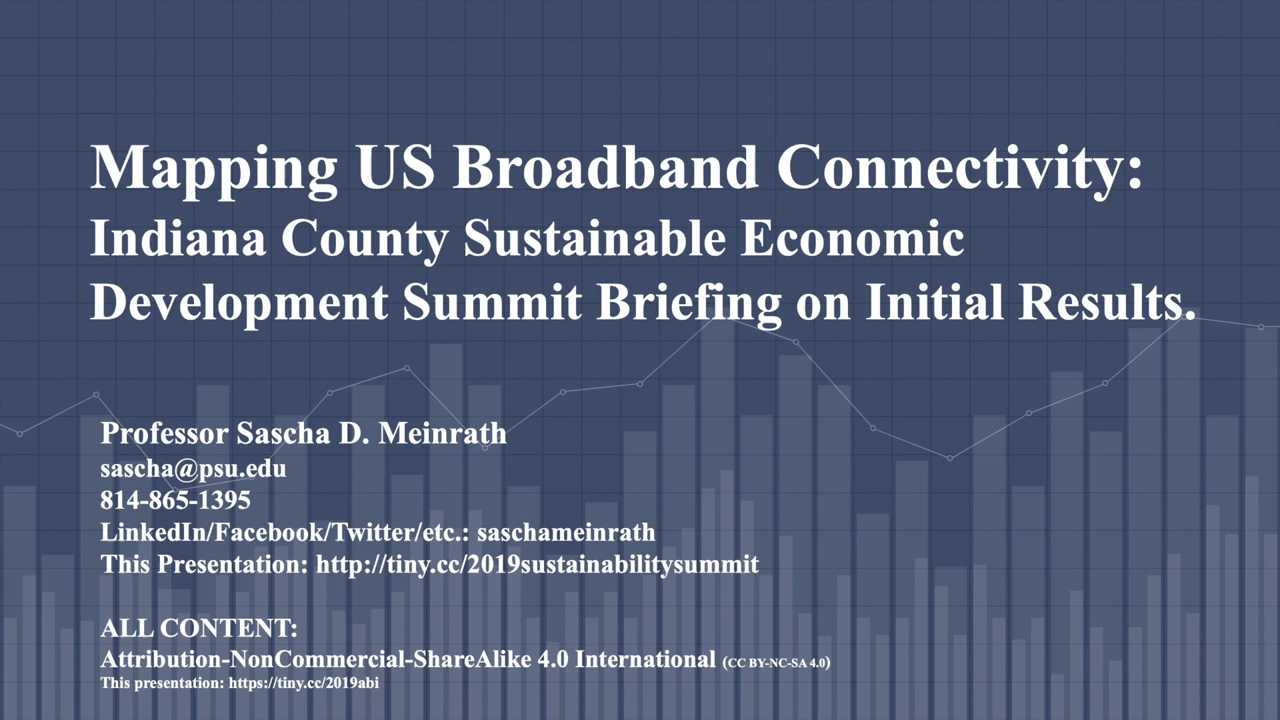 Mapping US Broadband Connectivity:
Indiana County Sustainable Economic
Development Summit Briefing on Initial Results.
Professor Sascha D. Meinrath
sascha@psu.edu
814-865-1395
LinkedIn/Facebook/Twitter/etc.: saschameinrath
This Presentation: http://tiny.cc/2019sustainabilitysummit
ALL CONTENT:
Attribution-NonCommercial-ShareAlike 4.0 International (CC BY-NC-SA 4.0)
This presentation: https://tiny.cc/2019abi